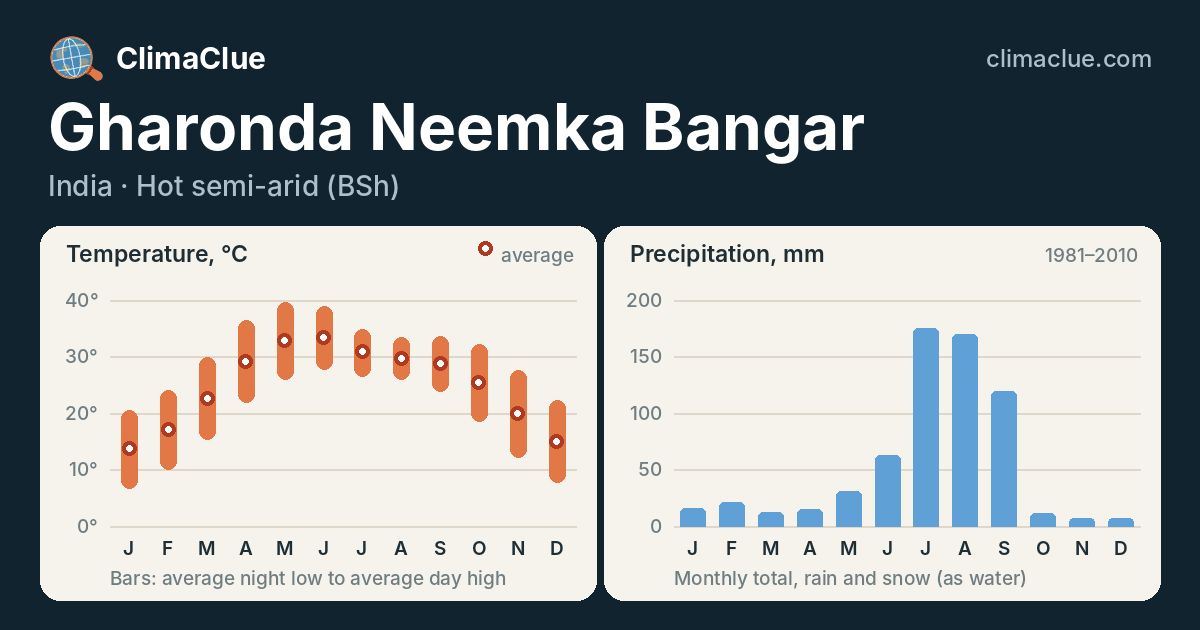 ClimaClue
climaclue.com
Gharonda Neemka Bangar
India · Hot semi-arid (BSh)
Temperature, °C
average
40°
30°
20°
10°
0°
J F M A M J J A S O N D
Bars: average night low to average day high
Precipitation, mm
1981–2010
200
150
100
50
0
J F M A M J J A S O N D
Monthly total, rain and snow (as water)